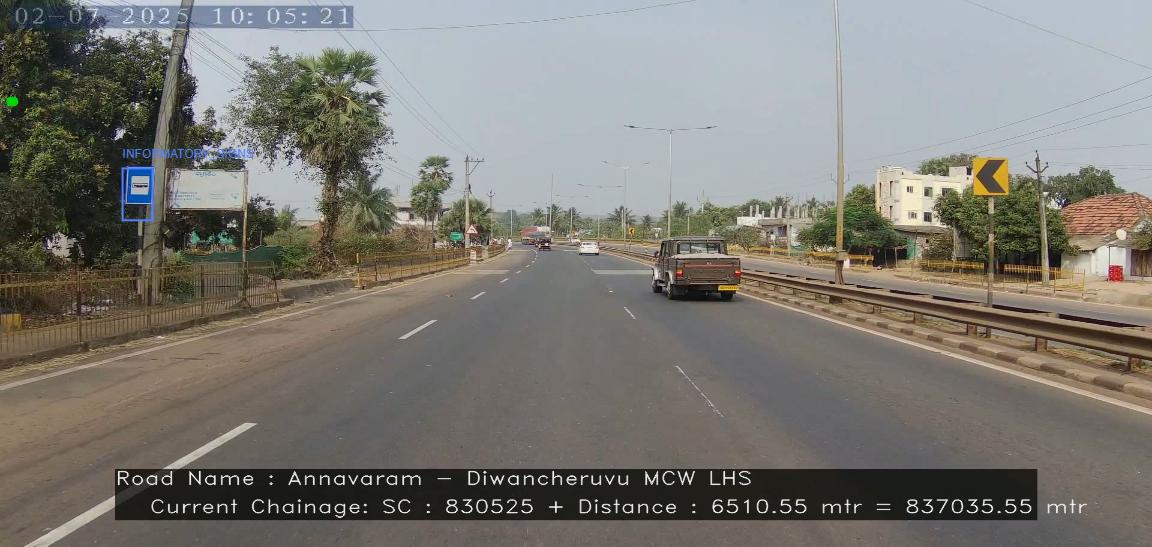 02-07-2025 10:05:21
INFORMATORY SIGNS
Road Name : Annavaram - Diwancheruvu MCW LHS
Current Chainage: SC : 830525 + Distance : 6510.55 mtr = 837035.55 mtr